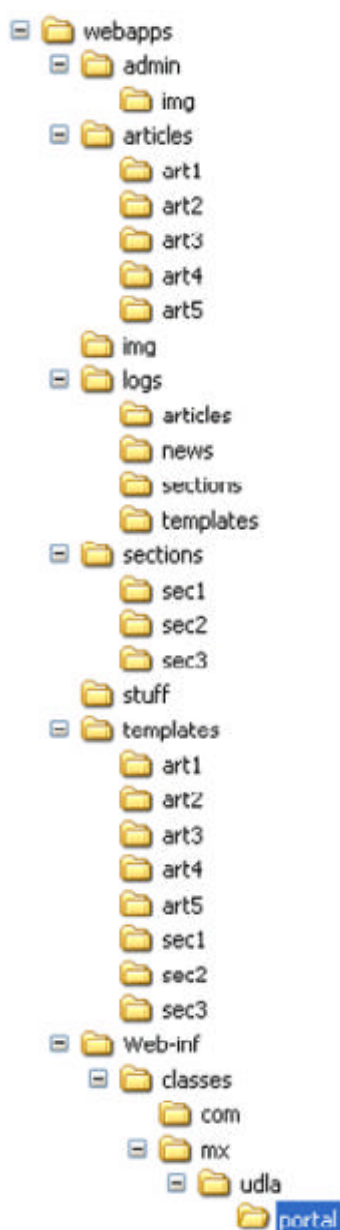 webapps
admin
img
articles
art1
art2
art3
art4
art5
img
logs
articles
news
sections
templates
sections
sec1
sec2
sec3
stuff
templates
art1
art2
art3
art4
art5
sec1
sec2
sec3
Web-inf
classes
com
mx
udla
portal